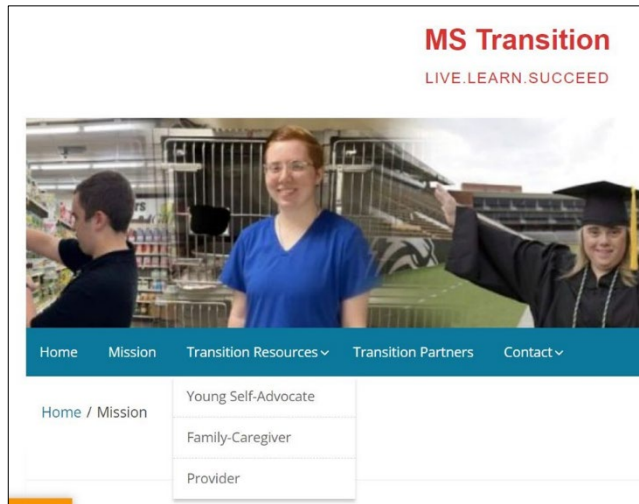 MS Transition
LIVE.LEARN.SUCCEED
Home Mission Transition Resources Transition Partners Contact
Young Self-Advocate
Home / Mission
Family-Caregiver
Provider